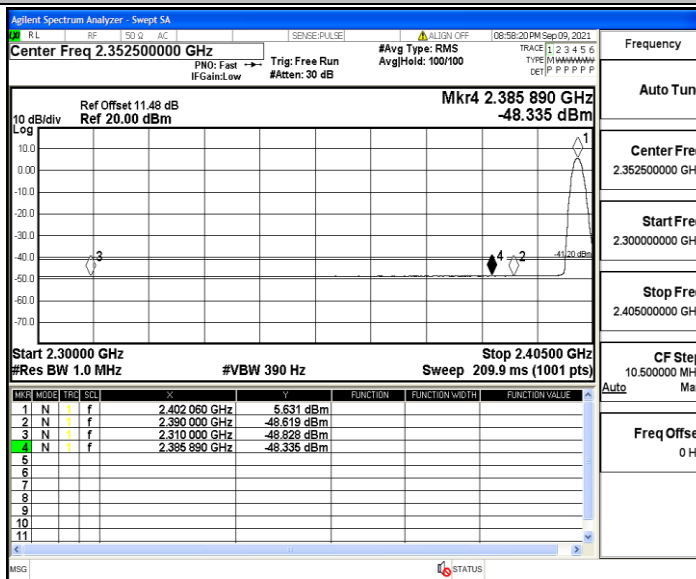 Agilent Spectrum Analyzer - Swept SA
RL RF 50 Ω AC SENSE:PULSE ALIGN OFF 08:58:20 PM Sep 09, 2021
Center Freq 2.352500000 GHz
#Avg Type: RMS
TRACE 1 2 3 4 5 6
PNO: Fast
Trig: Free Run
Avg|Hold: 100/100
TYPE M
IFGain:Low
#Atten: 30 dB
DET P P P P P P
Ref Offset 11.48 dB
Mkr4 2.385 890 GHz
10 dB/div Ref 20.00 dBm
-48.335 dBm
Log
1
10.0
0.00
-10.0
-20.0
-30.0
-40.0
-41.20 dBm
3
4
2
-50.0
-60.0
-70.0
Start 2.30000 GHz
Stop 2.40500 GHz
#Res BW 1.0 MHz
#VBW 390 Hz
Sweep 209.9 ms (1001 pts)
MKR MODE TRC SCL X Y FUNCTION FUNCTION WIDTH FUNCTION VALUE
1 N 1 f 2.402 060 GHz 5.631 dBm
2 N 1 f 2.390 000 GHz -48.619 dBm
3 N 1 f 2.310 000 GHz -48.828 dBm
4 N 1 f 2.385 890 GHz -48.335 dBm
5
6
7
8
9
10
11
MSG
STATUS
Frequency
Auto Tun
Center Fre
2.352500000 GH
Start Fre
2.300000000 GH
Stop Fre
2.405000000 GH
CF Step
10.500000 MH
Auto Ma
Freq Offse
0 H